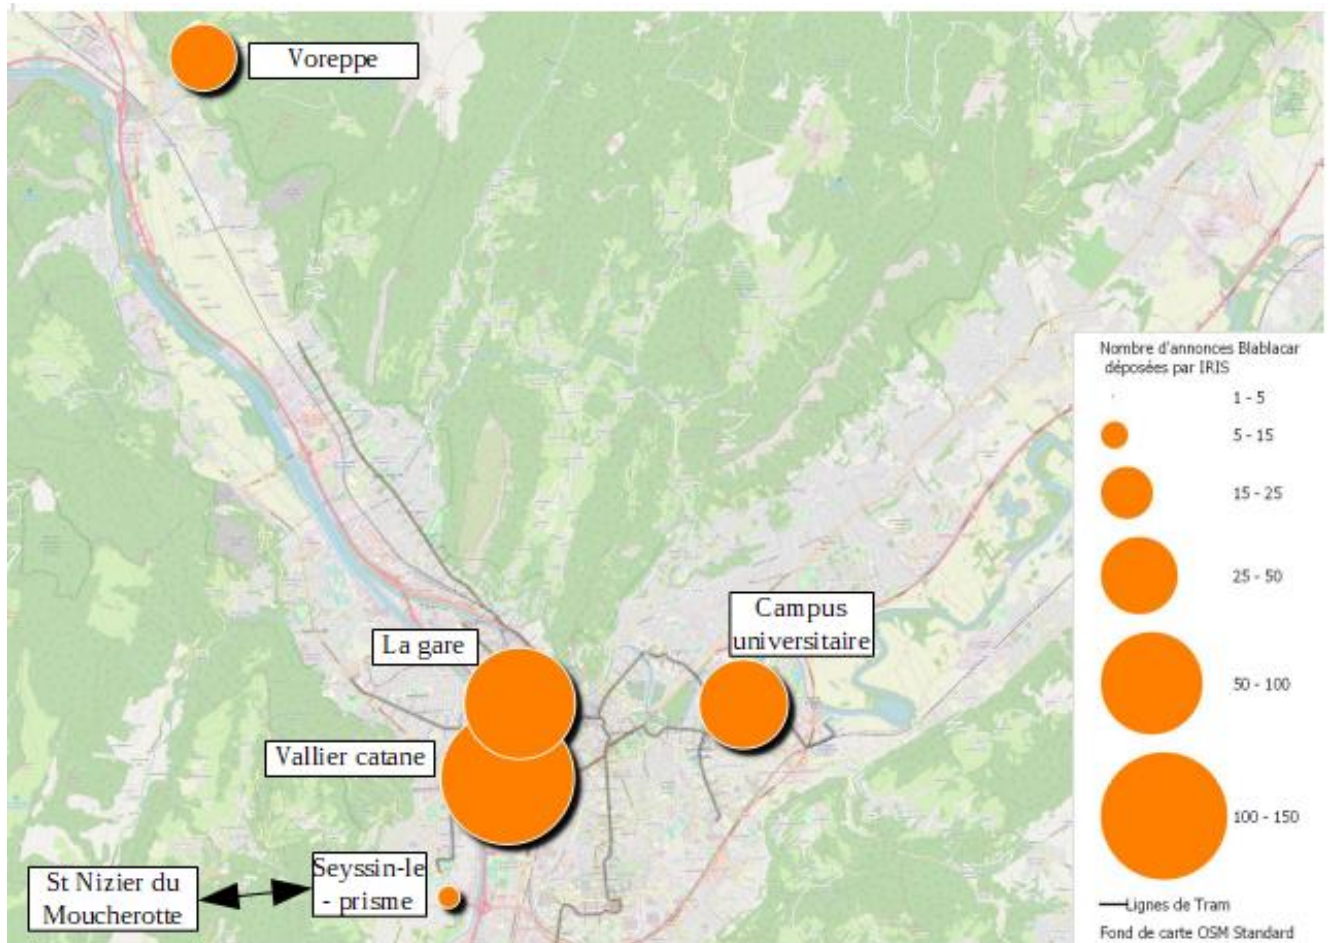 Voreppe
Nombre d'annonces Blablacar
déposées par IRIS
1 - 5
5 - 15
15 - 25
25 - 50
50 - 100
100 - 150
Lignes de Tram
Fond de carte OSM Standard
Campus
universitaire
La gare
Vallier catane
Seyssin-le
- prisme
St Nizier du
Moucherotte